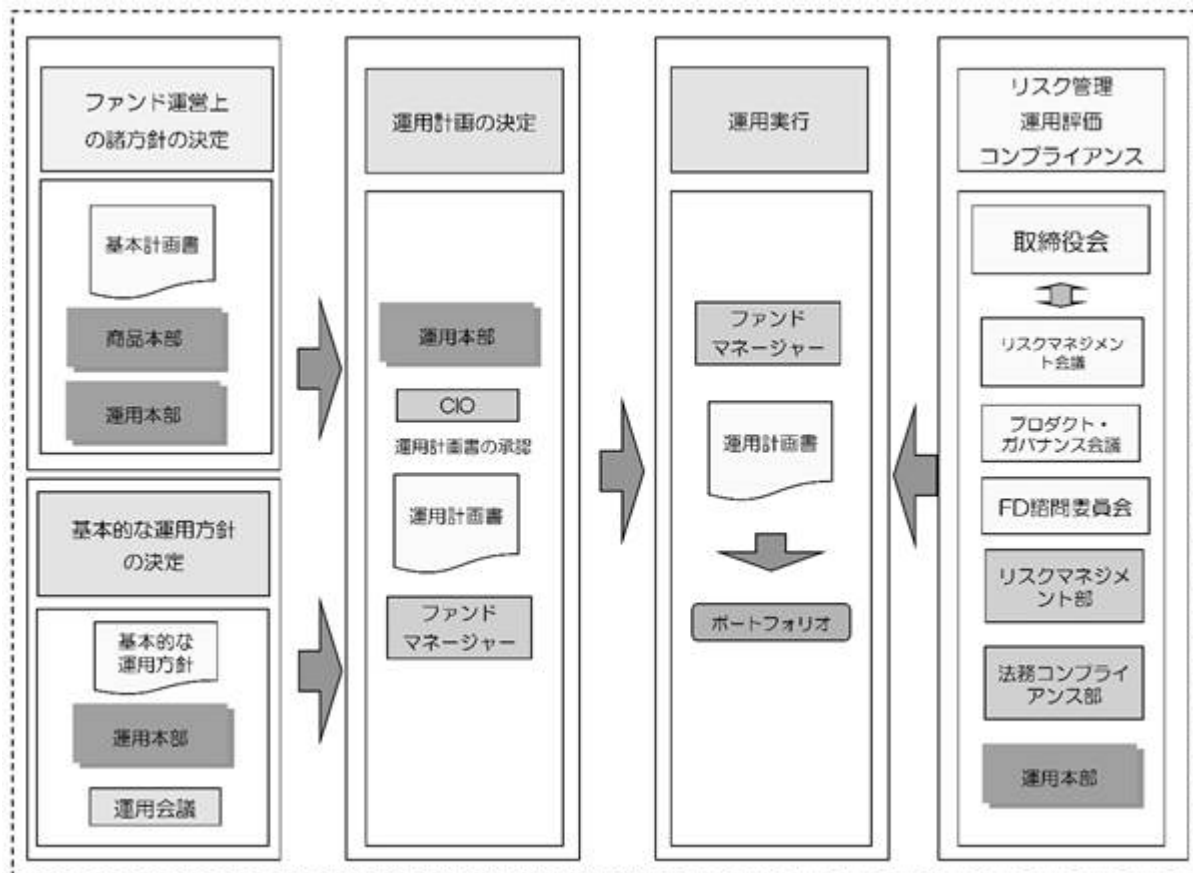 ファンド運営上
の諸方針の決定
基本計画書
商品本部
運用本部
基本的な運用方針
の決定
基本的な
運用方針
運用本部
運用会議
運用計画の決定
運用本部
CIO
運用計画書の承認
運用計画書
ファンド
マネージャー
運用実行
ファンド
マネージャー
運用計画書
ポートフォリオ
リスク管理
運用評価
コンプライアンス
取締役会
リスクマネジメン
ト会議
プロダクト・
ガバナンス会議
FD諮問委員会
リスクマネジメ
ント部
法務コンプライ
アンス部
運用本部